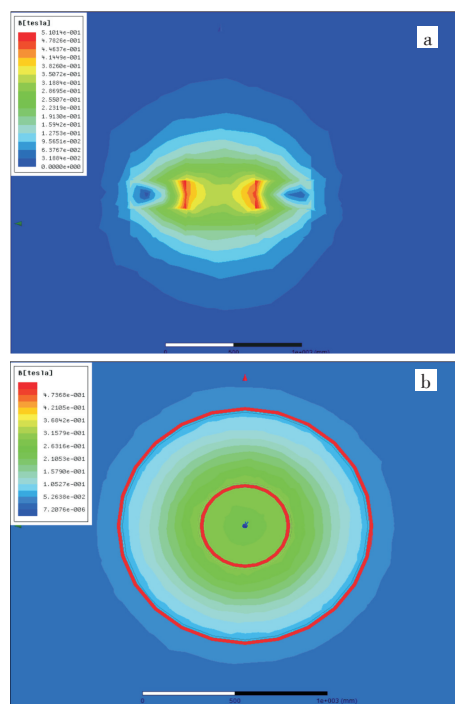 B[tesla]
5.1014e-001
4.7826e-001
4.4637e-001
4.1449e-001
3.8260e-001
3.5072e-001
3.1884e-001
2.8695e-001
2.5507e-001
2.2319e-001
1.9130e-001
1.5942e-001
1.2753e-001
9.5651e-002
6.3767e-002
3.1884e-002
0.0000e+000
a
0
500
1e+003 (mm)
B[tesla]
4.7368e-001
4.2105e-001
3.6842e-001
3.1579e-001
2.6316e-001
2.1053e-001
1.5790e-001
1.0527e-001
5.2638e-002
7.2076e-006
b
0
500
1e+003 (mm)